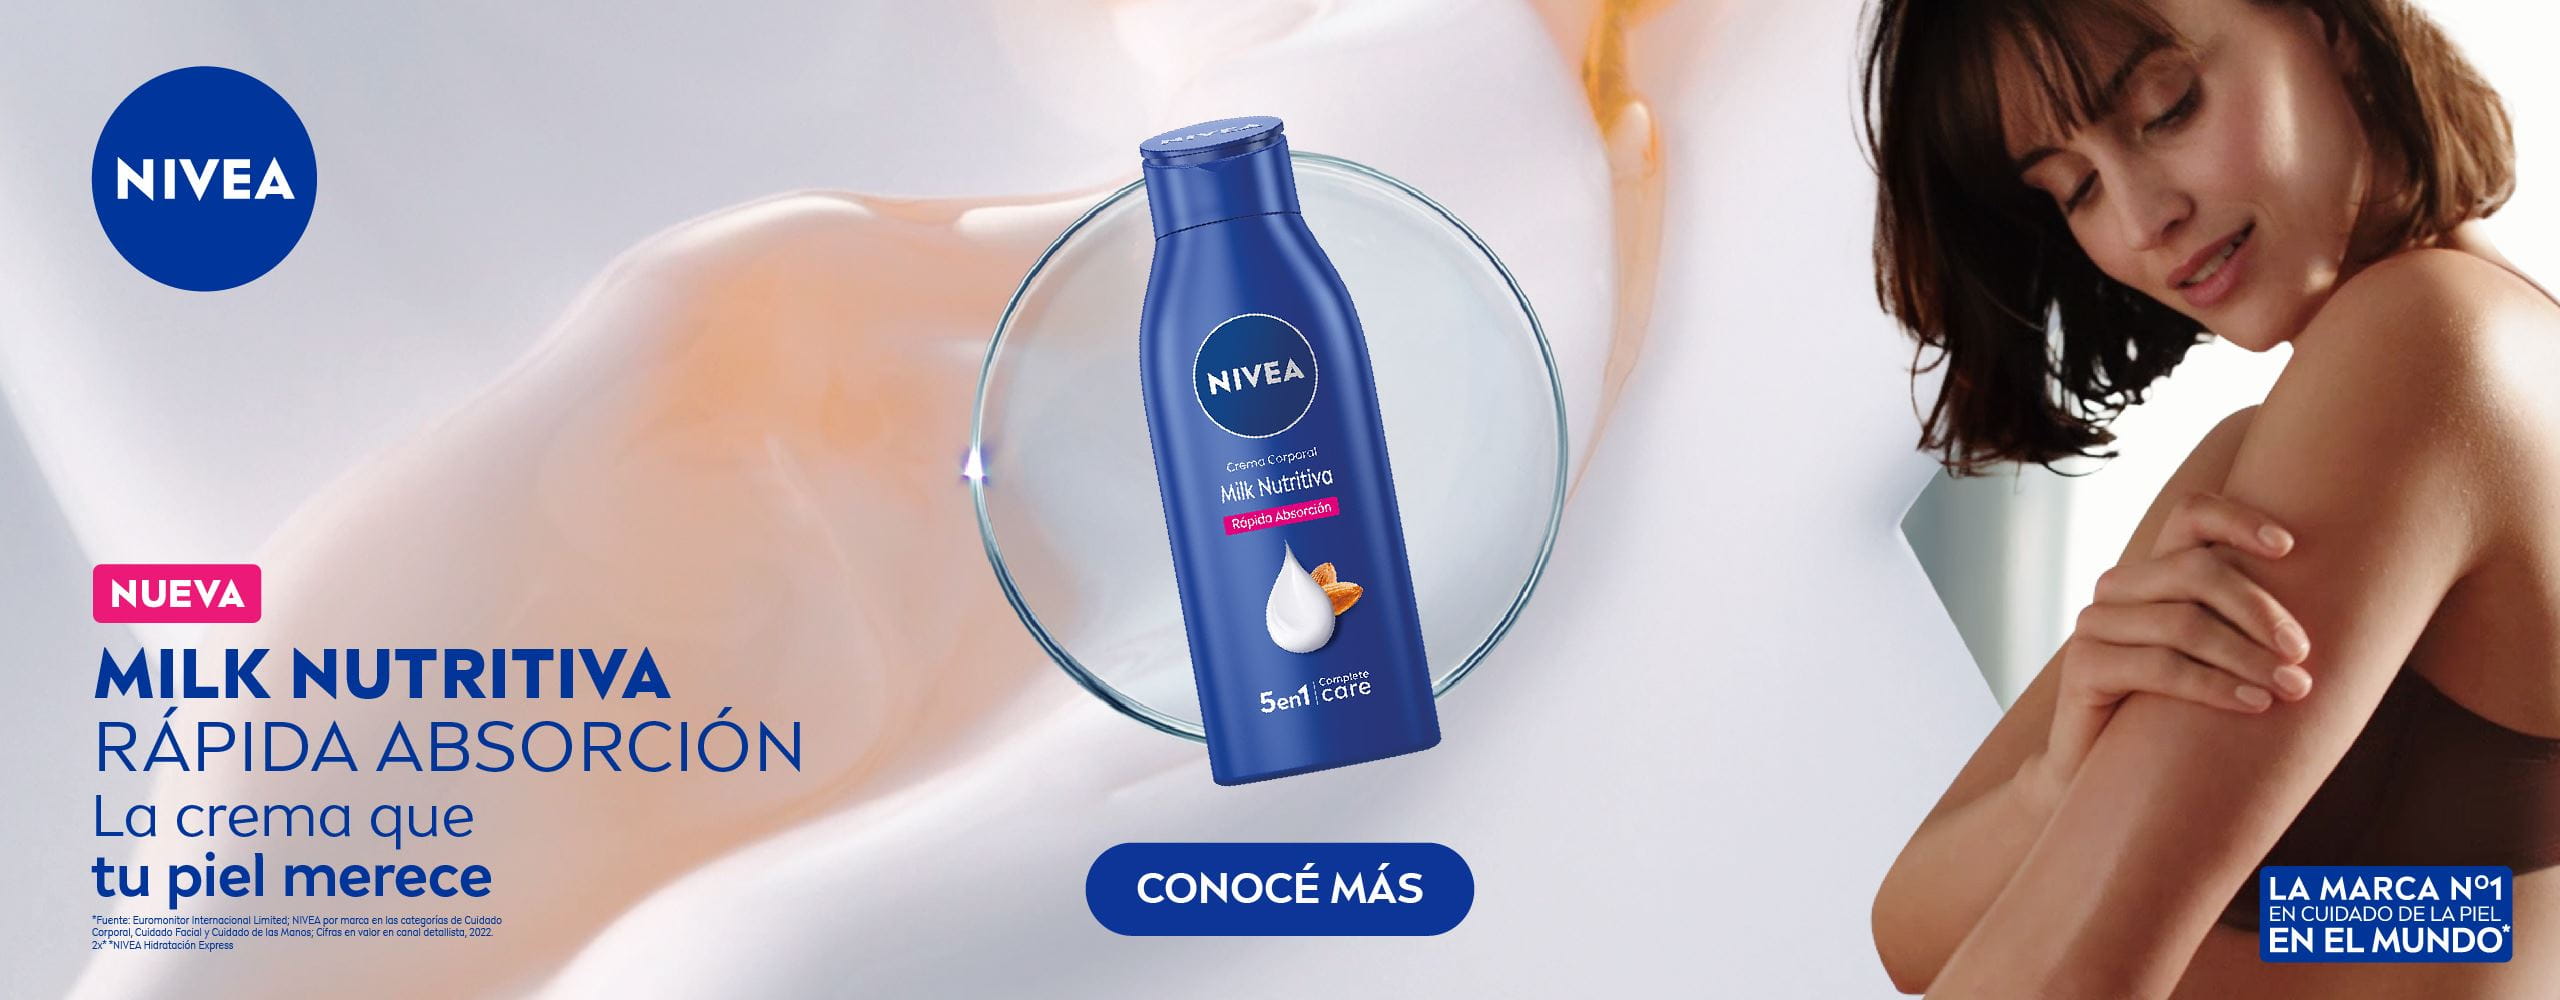 NIVEA
NUEVA
MILK NUTRITIVA
RÁPIDA ABSORCIÓN
La crema que
tu piel merece
*Fuente: Euromonitor Internacional Limited; NIVEA por marca en las categorías de Cuidado
Corporal, Cuidado Facial y Cuidado de las Manos; Cifras en valor en canal detallista, 2022.
2x* *NIVEA Hidratación Express
NIVEA
NIVEA
Crema Corporal
Milk Nutritiva
Rápida Absorción
5en1 Complete
care
CONOCÉ MÁS
LA MARCA Nº1
EN CUIDADO DE LA PIEL
EN EL MUNDO*